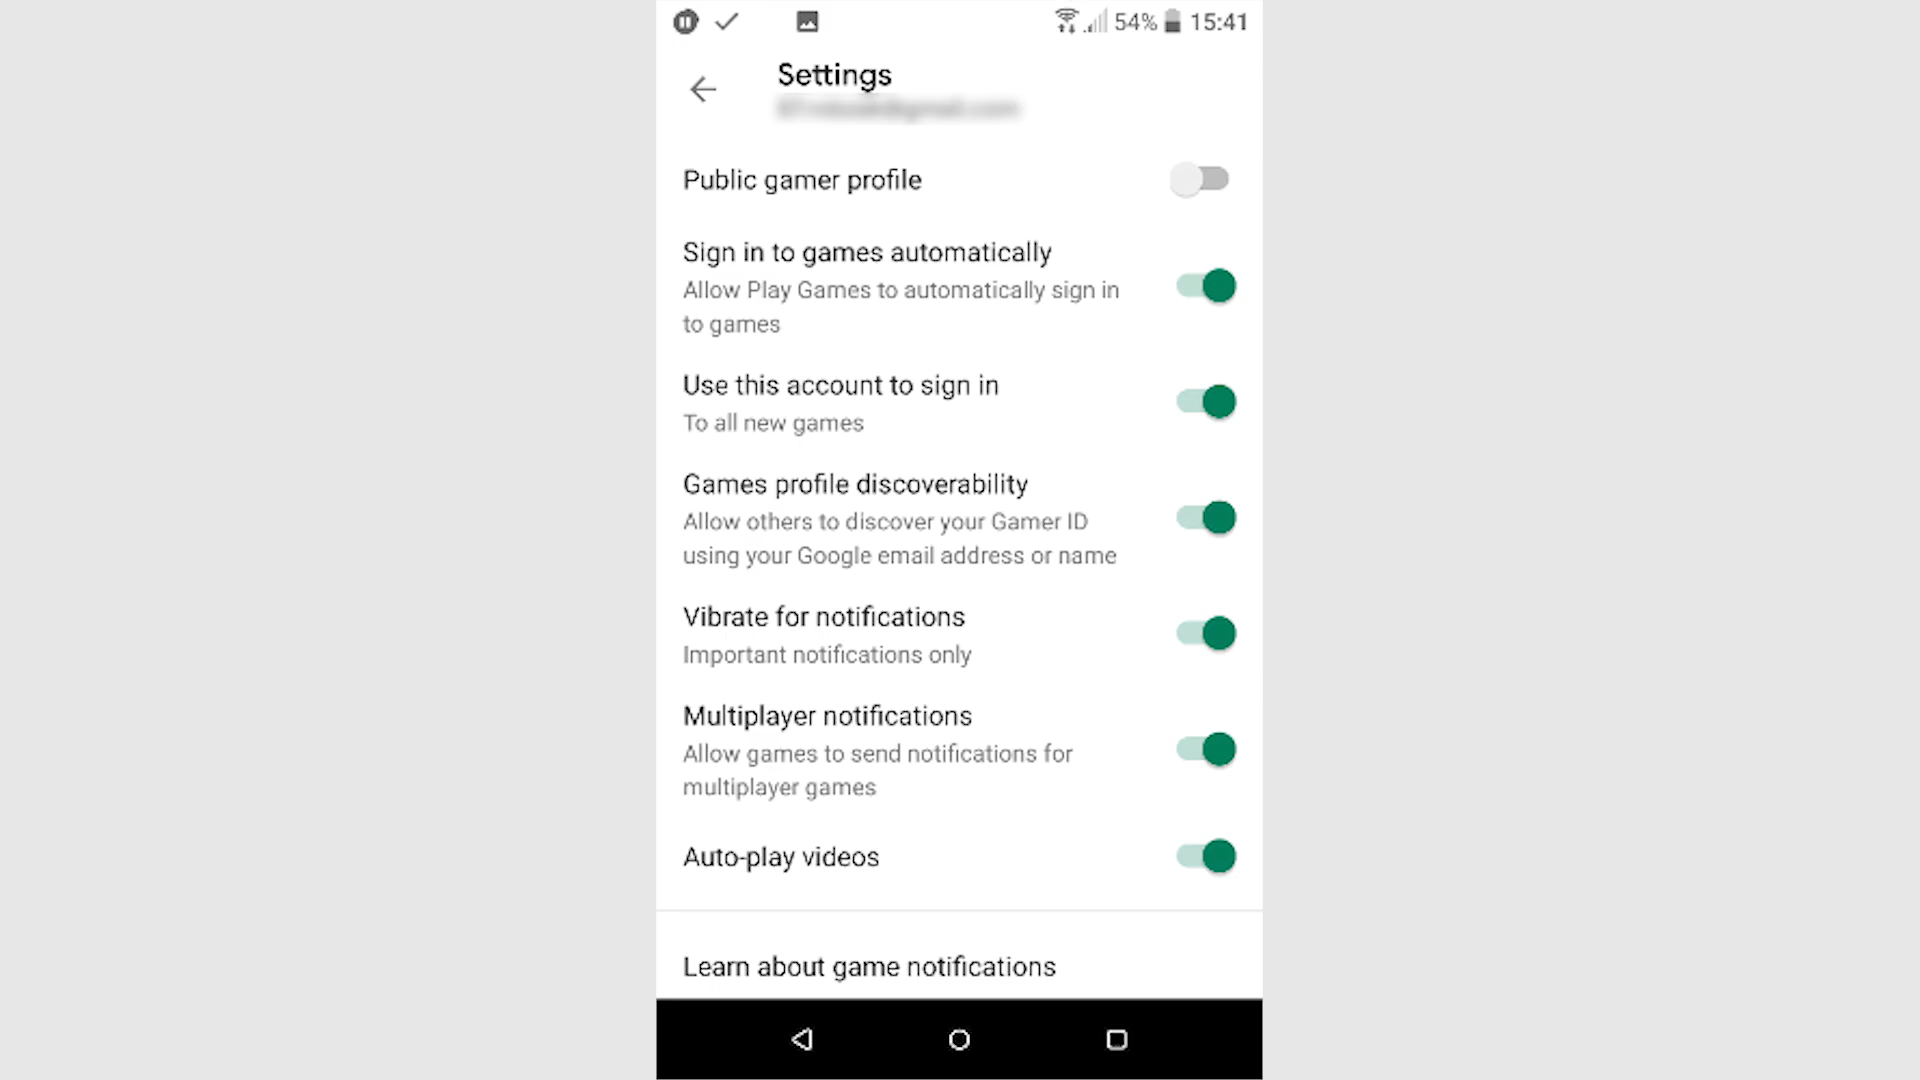 54% 15:41
Settings
Public gamer profile
Sign in to games automatically
Allow Play Games to automatically sign in
to games
Use this account to sign in
To all new games
Games profile discoverability
Allow others to discover your Gamer ID
using your Google email address or name
Vibrate for notifications
Important notifications only
Multiplayer notifications
Allow games to send notifications for
multiplayer games
Auto-play videos
Learn about game notifications